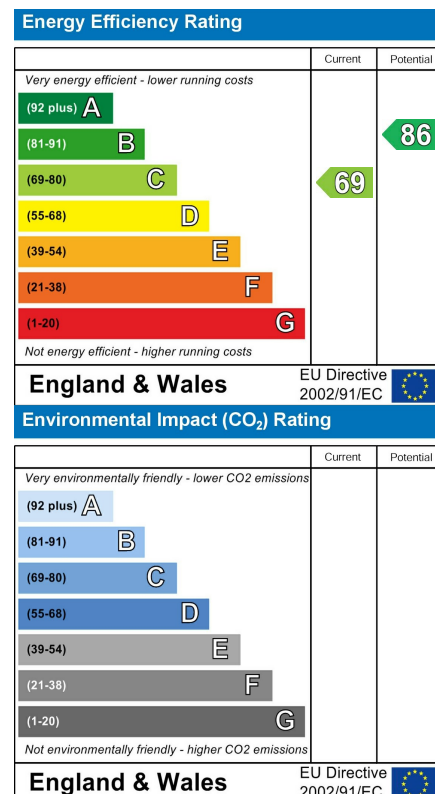 Energy Efficiency Rating
Current Potential
Very energy efficient - lower running costs
(92 plus) A
(81-91) B
(69-80) C
(55-68) D
(39-54) E
(21-38) F
(1-20) G
86
69
Not energy efficient - higher running costs
England & Wales
EU Directive
2002/91/EC
Environmental Impact (CO₂) Rating
Current Potential
Very environmentally friendly - lower CO2 emissions
(92 plus) A
(81-91) B
(69-80) C
(55-68) D
(39-54) E
(21-38) F
(1-20) G
Not environmentally friendly - higher CO2 emissions
England & Wales
EU Directive
2002/91/EC